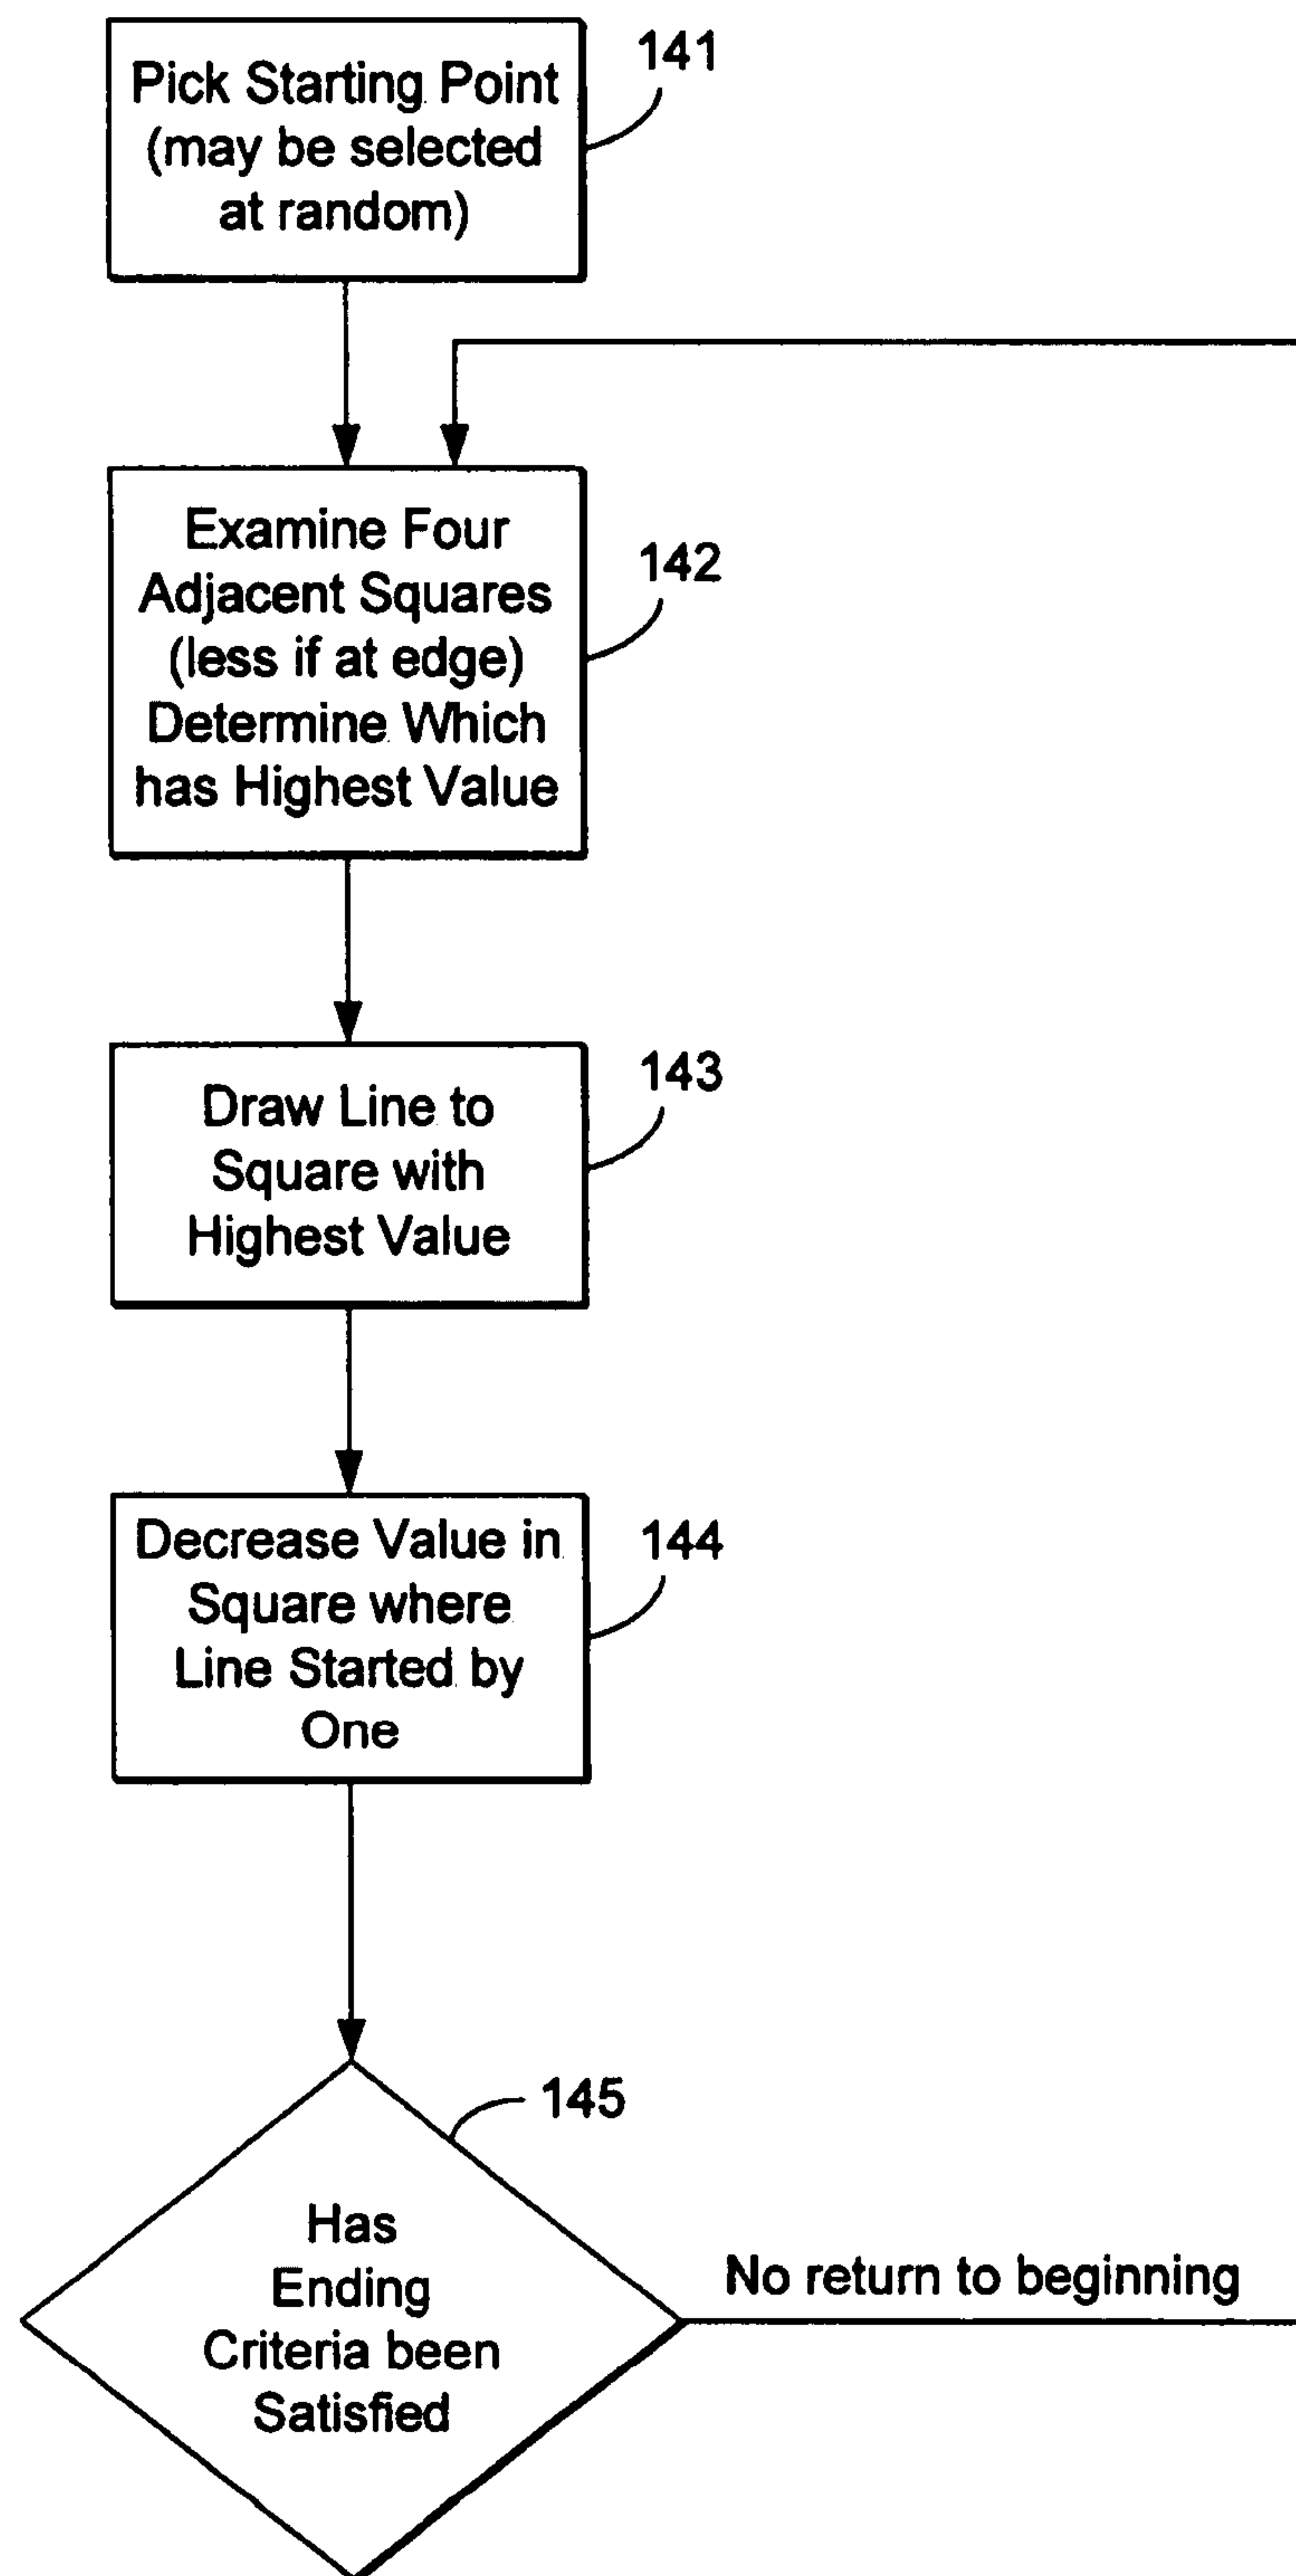 Pick Starting Point
(may be selected
at random)
141
Examine Four
Adjacent Squares
(less if at edge)
Determine Which
has Highest Value
142
Draw Line to
Square with
Highest Value
143
Decrease Value in
Square where
Line Started by
One
144
145
Has
Ending
Criteria been
Satisfied
No return to beginning